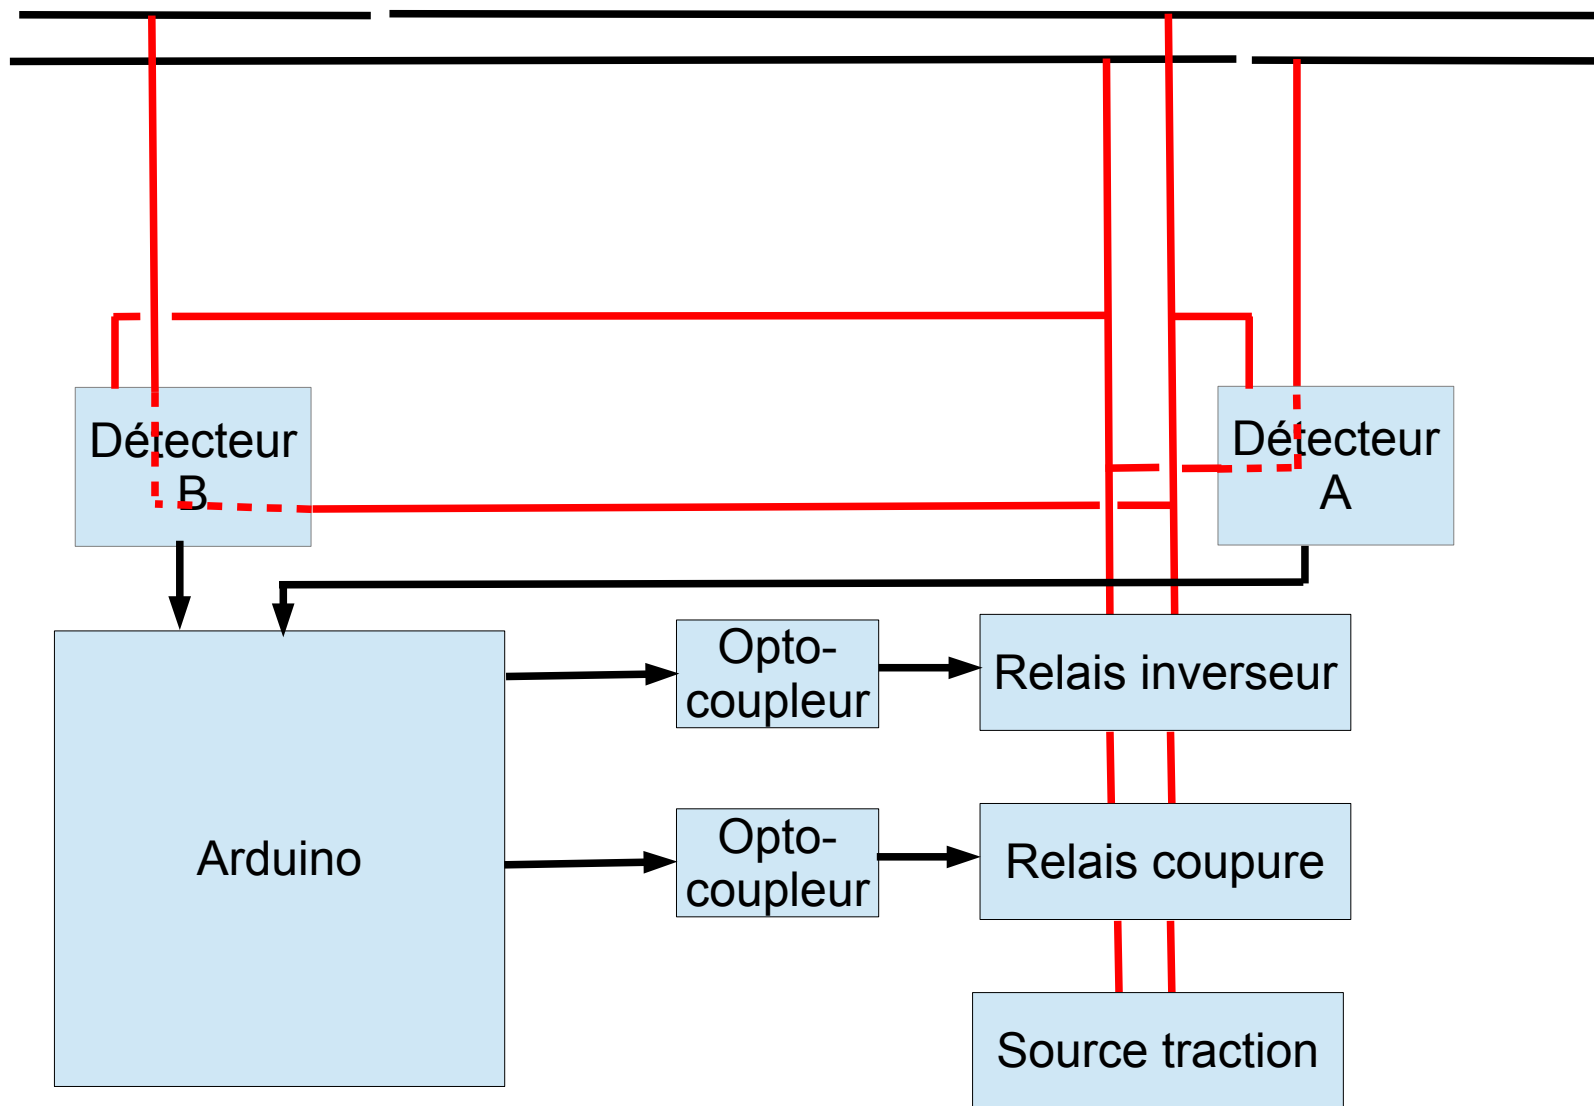 Détecteur
B
Détecteur
A
Opto-
coupleur
Relais inverseur
Arduino
Opto-
coupleur
Relais coupure
Source traction